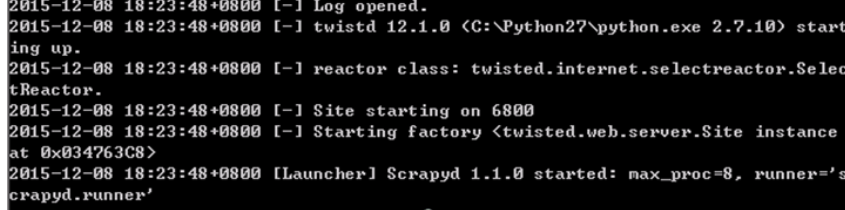 2015-12-08 18:23:48+0800 [-] Log opened.
2015-12-08 18:23:48+0800 [-] twistd 12.1.0 (C:\Python27\python.exe 2.7.10) start
ing up.
2015-12-08 18:23:48+0800 [-] reactor class: twisted.internet.selectreactor.Selec
tReactor.
2015-12-08 18:23:48+0800 [-] Site starting on 6800
2015-12-08 18:23:48+0800 [-] Starting factory <twisted.web.server.Site instance
at 0x034763C8>
2015-12-08 18:23:48+0800 [Launcher] Scrapyd 1.1.0 started: max_proc=8, runner='s
crapyd.runner'